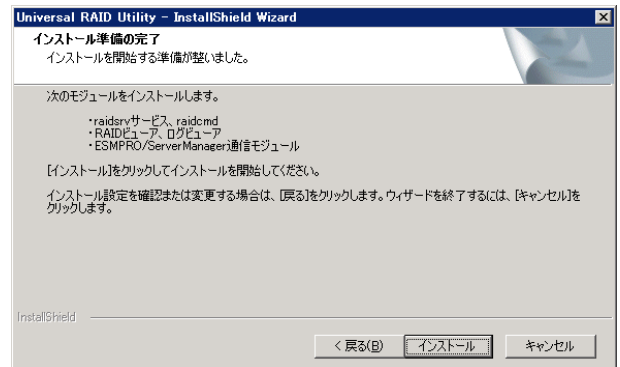 Universal RAID Utility - InstallShield Wizard
インストール準備の完了
インストールを開始する準備が整いました。
次のモジュールをインストールします。
・raidsrvサービス、raidcmd
・RAIDビューア、ログビューア
・ESMPRO/ServerManager通信モジュール
[インストール]をクリックしてインストールを開始してください。
インストール設定を確認または変更する場合は、[戻る]をクリックします。ウィザードを終了するには、[キャンセル]を
クリックします。
InstallShield
< 戻る(B) インストール キャンセル